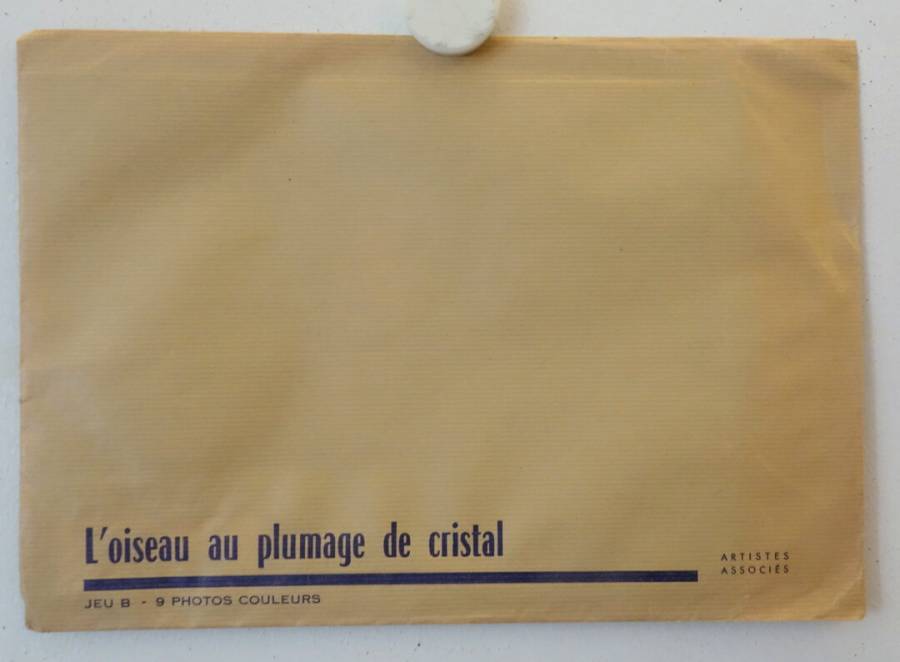 L'oiseau au plumage de cristal
ARTISTES
ASSOCIÉS
JEU B - 9 PHOTOS COULEURS